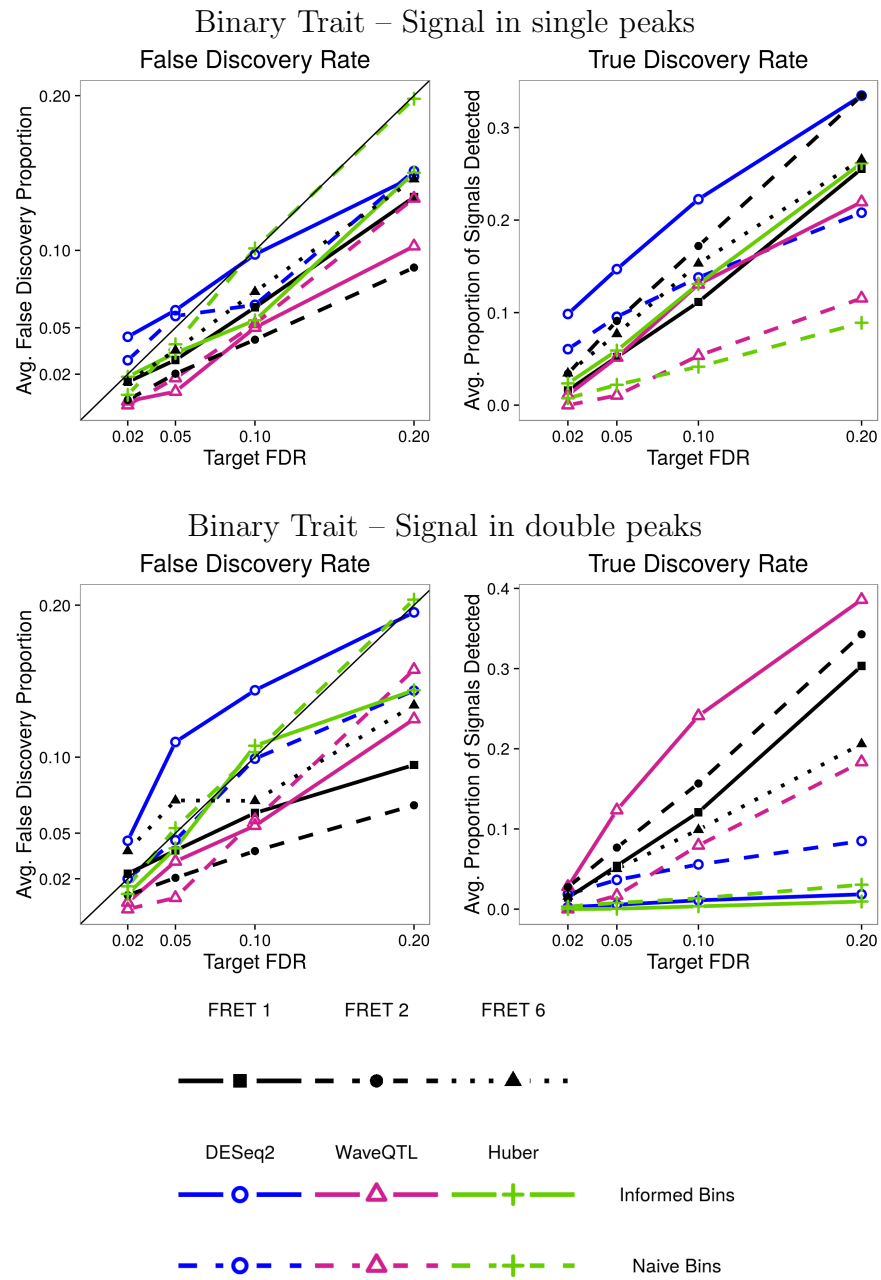 Binary Trait – Signal in single peaks
False Discovery Rate
True Discovery Rate
Avg. False Discovery Proportion
0.20
0.10
0.05
0.02
0.02 0.05 0.10 0.20
Target FDR
Avg. Proportion of Signals Detected
0.3
0.2
0.1
0.0
0.02 0.05 0.10 0.20
Target FDR
Binary Trait – Signal in double peaks
False Discovery Rate
True Discovery Rate
Avg. False Discovery Proportion
0.20
0.10
0.05
0.02
0.02 0.05 0.10 0.20
Target FDR
Avg. Proportion of Signals Detected
0.4
0.3
0.2
0.1
0.0
0.02 0.05 0.10 0.20
Target FDR
FRET 1 FRET 2 FRET 6
DESeq2 WaveQTL Huber
Informed Bins
Naive Bins